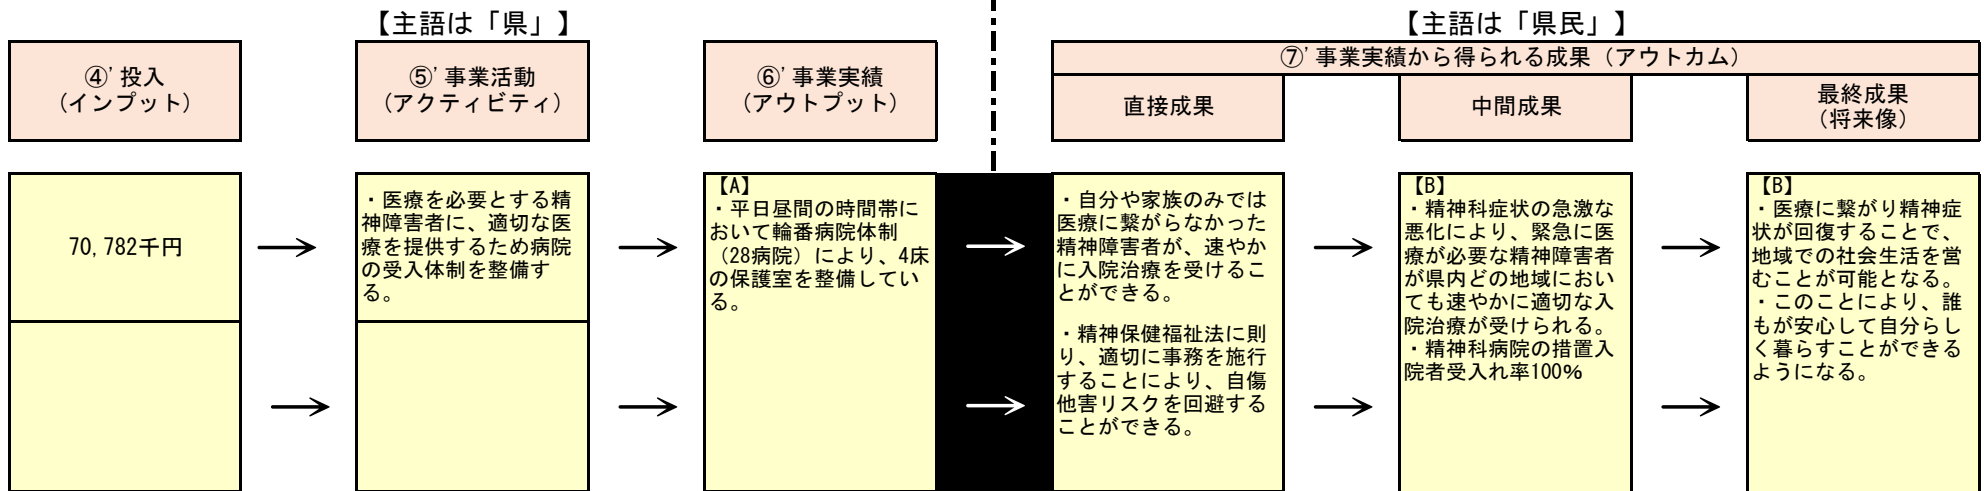 【主語は「県」】
【主語は「県民」】
④’投入
（インプット）
⑤’事業活動
（アクティビティ）
⑥’事業実績
（アウトプット）
⑦’事業実績から得られる成果（アウトカム）
直接成果
中間成果
最終成果
（将来像）
70,782千円
・医療を必要とする精
神障害者に、適切な医
療を提供するため病院
の受入体制を整備す
る。
【A】
・平日昼間の時間帯に
おいて輪番病院体制
（28病院）により、4床
の保護室を整備してい
る。
・自分や家族のみでは
医療に繋がらなかった
精神障害者が、速やか
に入院治療を受けるこ
とができる。
・精神保健福祉法に則
り、適切に事務を施行
することにより、自傷
他害リスクを回避する
ことができる。
【B】
・精神科症状の急激な
悪化により、緊急に医
療が必要な精神障害者
が県内どの地域におい
ても速やかに適切な入
院治療が受けられる。
・精神科病院の措置入
院者受入れ率100%
【B】
・医療に繋がり精神症
状が回復することで、
地域での社会生活を営
むことが可能となる。
・このことにより、誰
もが安心して自分らし
く暮らすことができる
ようになる。